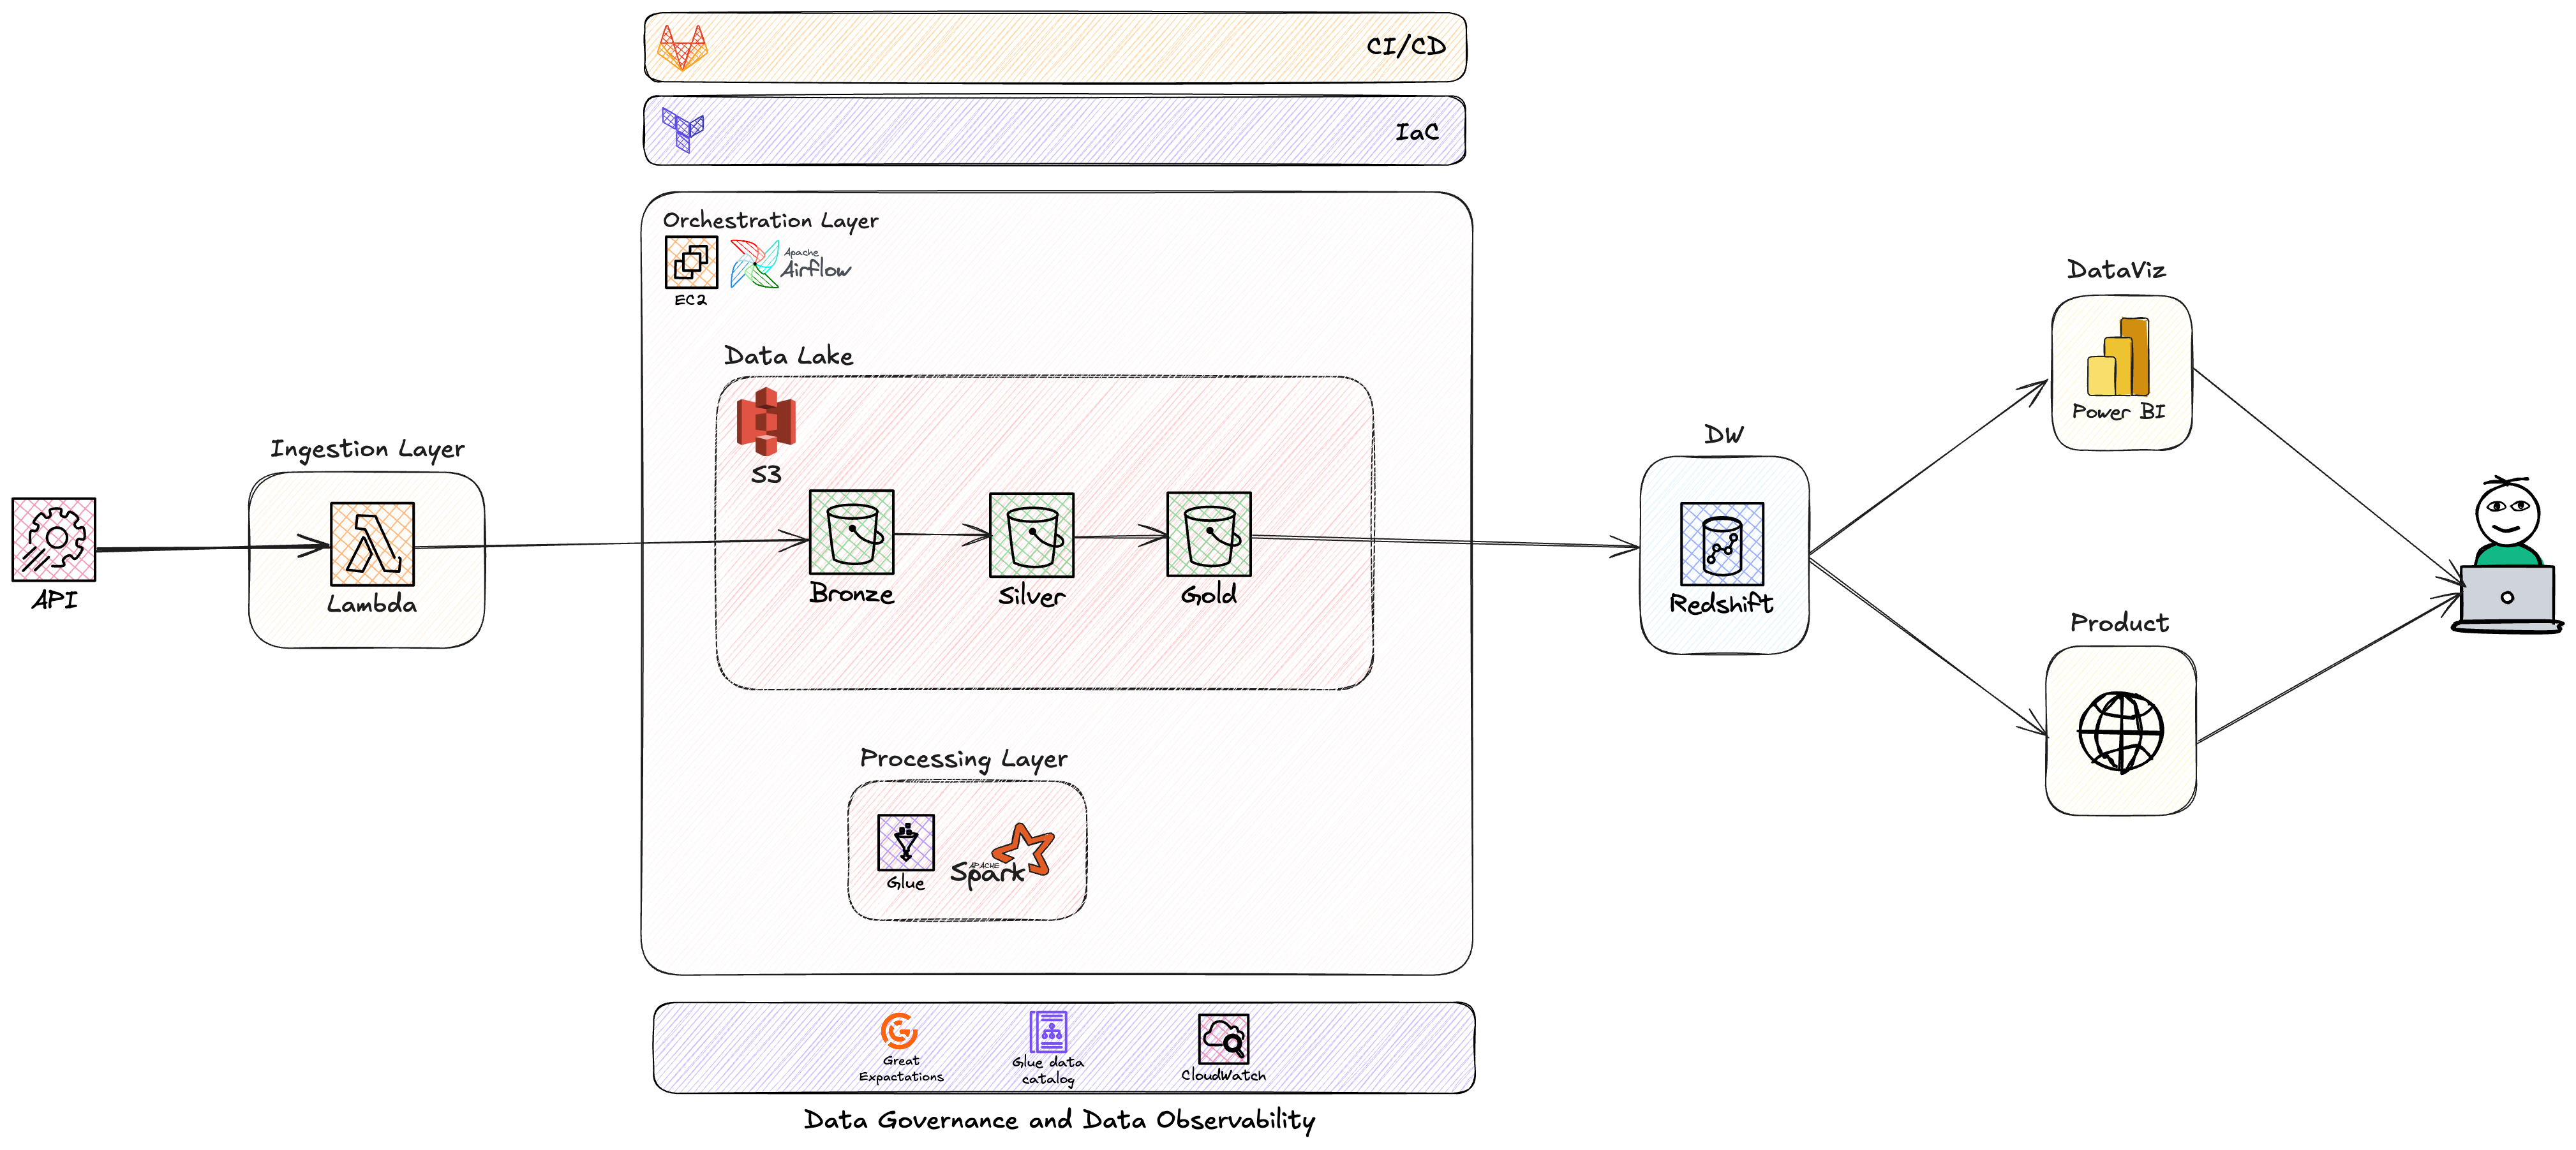 CI/CD
IaC
Orchestration Layer
EC2
Apache
Airflow
Data Lake
S3
Bronze
Silver
Gold
Ingestion Layer
API
Lambda
DW
Redshift
DataViz
Power BI
Product
Processing Layer
Glue
APACHE
Spark
Great
Expactations
Glue data
catalog
CloudWatch
Data Governance and Data Observability